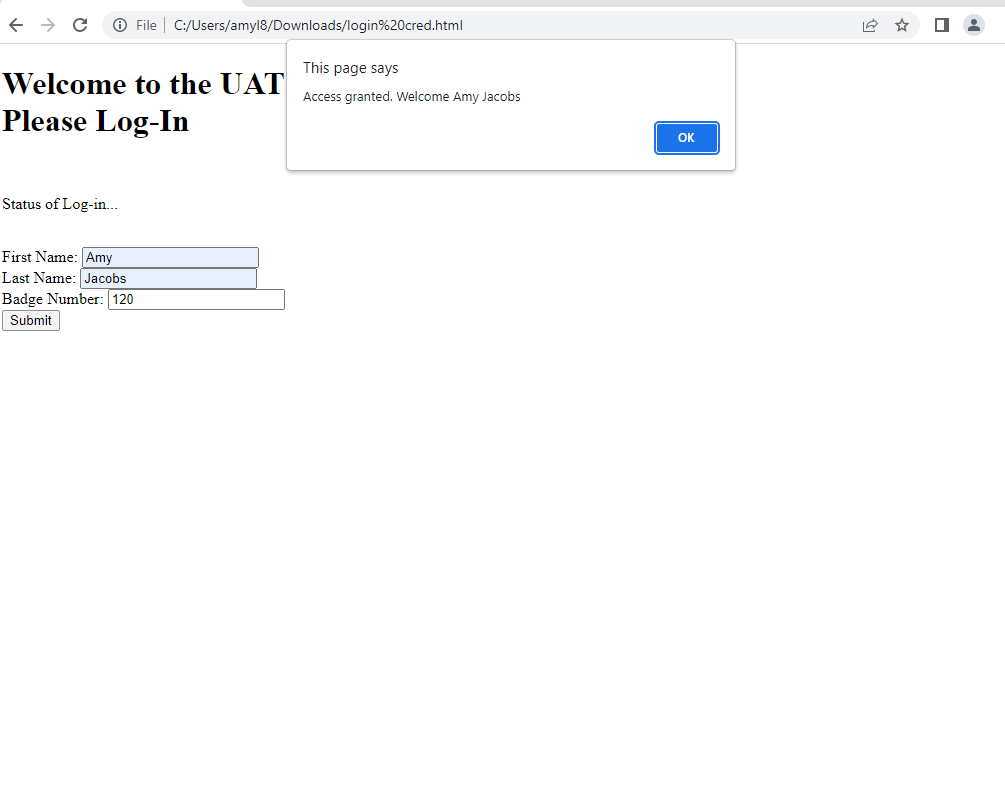 File C:/Users/amyl8/Downloads/login%20cred.html
This page says
Access granted. Welcome Amy Jacobs
OK
Welcome to the UAT
Please Log-In
Status of Log-in...
First Name: Amy
Last Name: Jacobs
Badge Number: 120
Submit